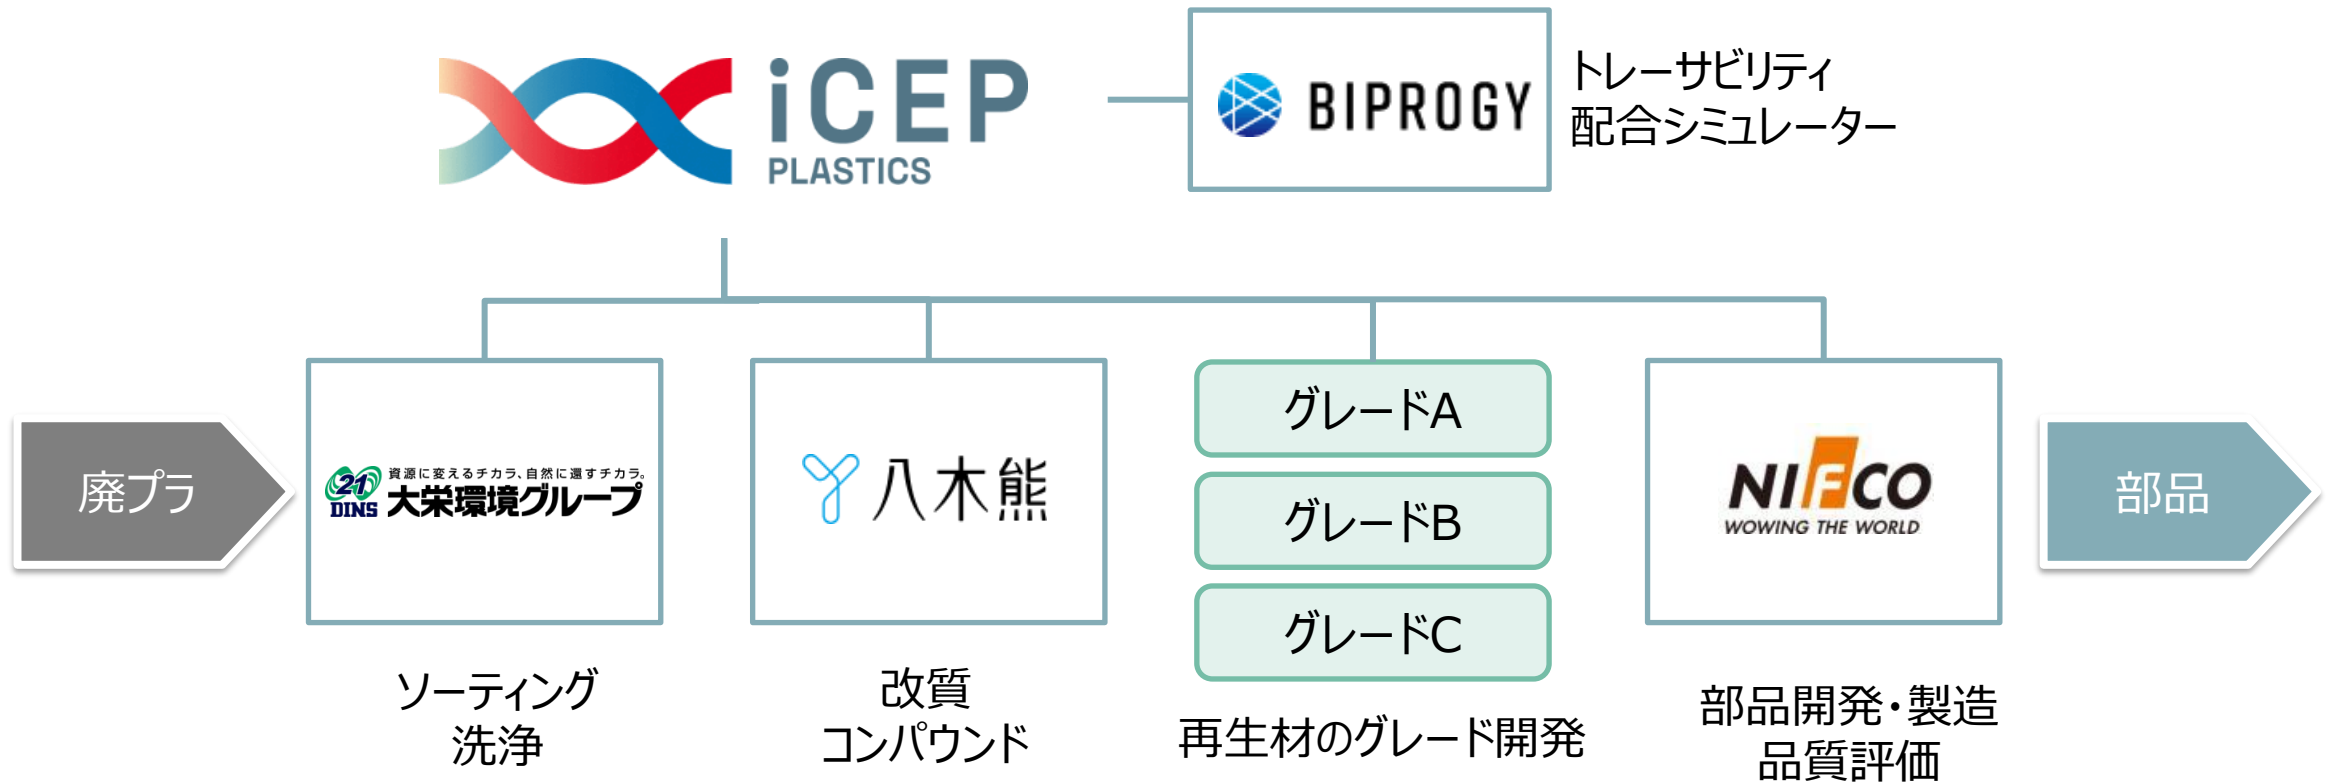 iCEP
PLASTICS
BIPROGY
トレーサビリティ
配合シミュレーター
廃プラ
21
DINS
資源に変えるチカラ、自然に還すチカラ。
大栄環境グループ
ソーティング
洗浄
八木熊
改質
コンパウンド
グレードA
グレードB
グレードC
再生材のグレード開発
NIFCO
WOWING THE WORLD
部品開発・製造
品質評価
部品